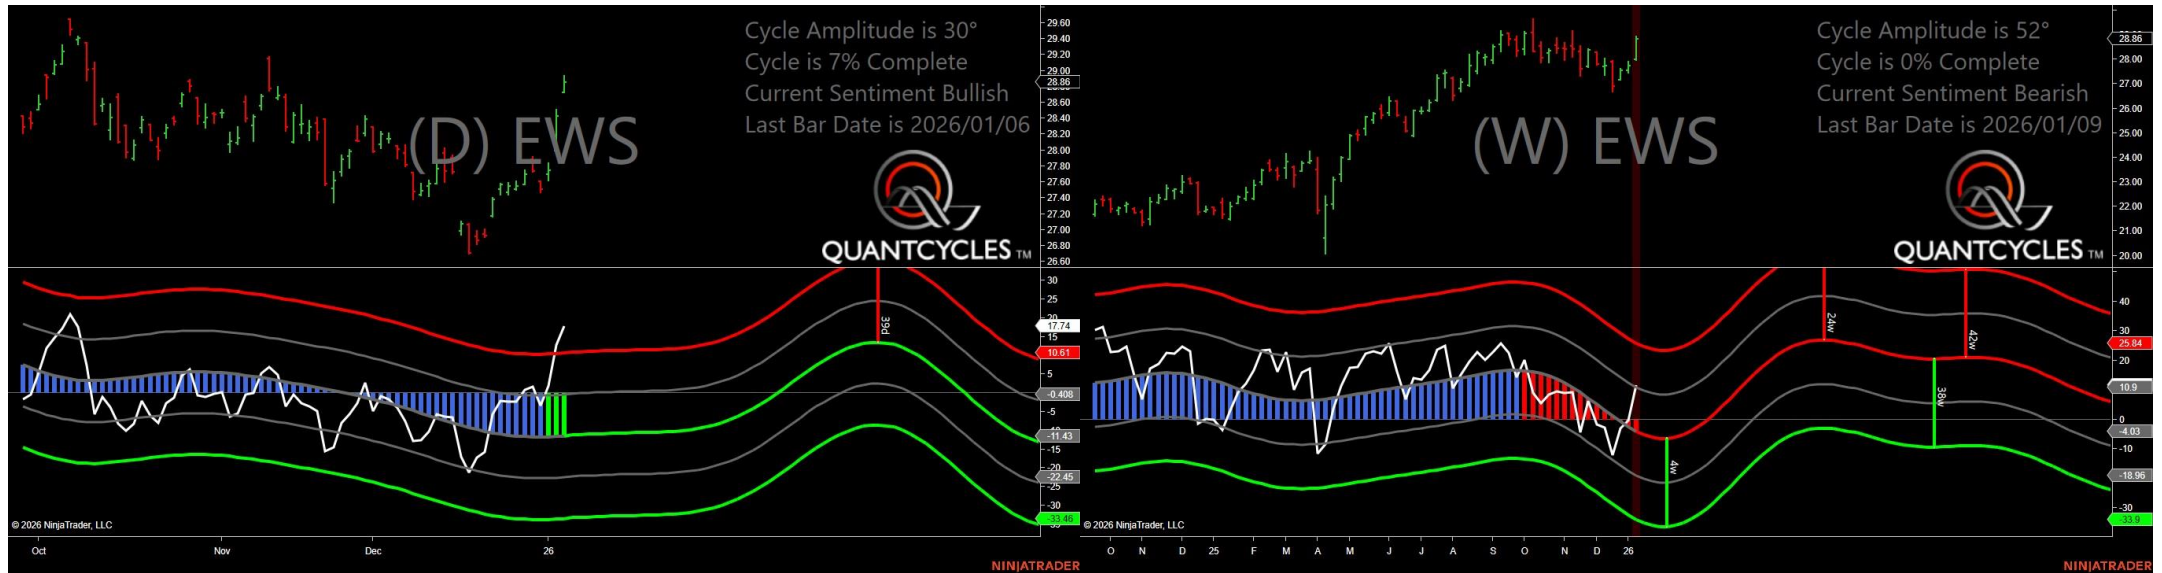 Cycle Amplitude is 30°
Cycle is 7% Complete
Current Sentiment Bullish
Last Bar Date is 2026/01/06
(D) EWS
QUANTCYCLES TM
29.60
29.40
29.20
29.00
28.86
28.60
28.40
28.20
28.00
27.80
27.60
27.40
27.20
27.00
26.80
26.60
30
25
20
17.74
15
10.61
5
-0.408
-5
-11.43
-15
-20
-22.45
-25
-30
-33.46
39d
© 2026 NinjaTrader, LLC
Oct
Nov
Dec
26
NINJATRADER
Cycle Amplitude is 52°
Cycle is 0% Complete
Current Sentiment Bearish
Last Bar Date is 2026/01/09
(W) EWS
QUANTCYCLES TM
28.86
28.00
27.00
26.00
25.00
24.00
23.00
22.00
21.00
20.00
40
30
25.84
20
10.9
0
-4.03
-10
-18.96
-30
-33.9
24w
42w
38w
4w
© 2026 NinjaTrader, LLC
O N D 25 F M A M J J A S O N D 26
NINJATRADER